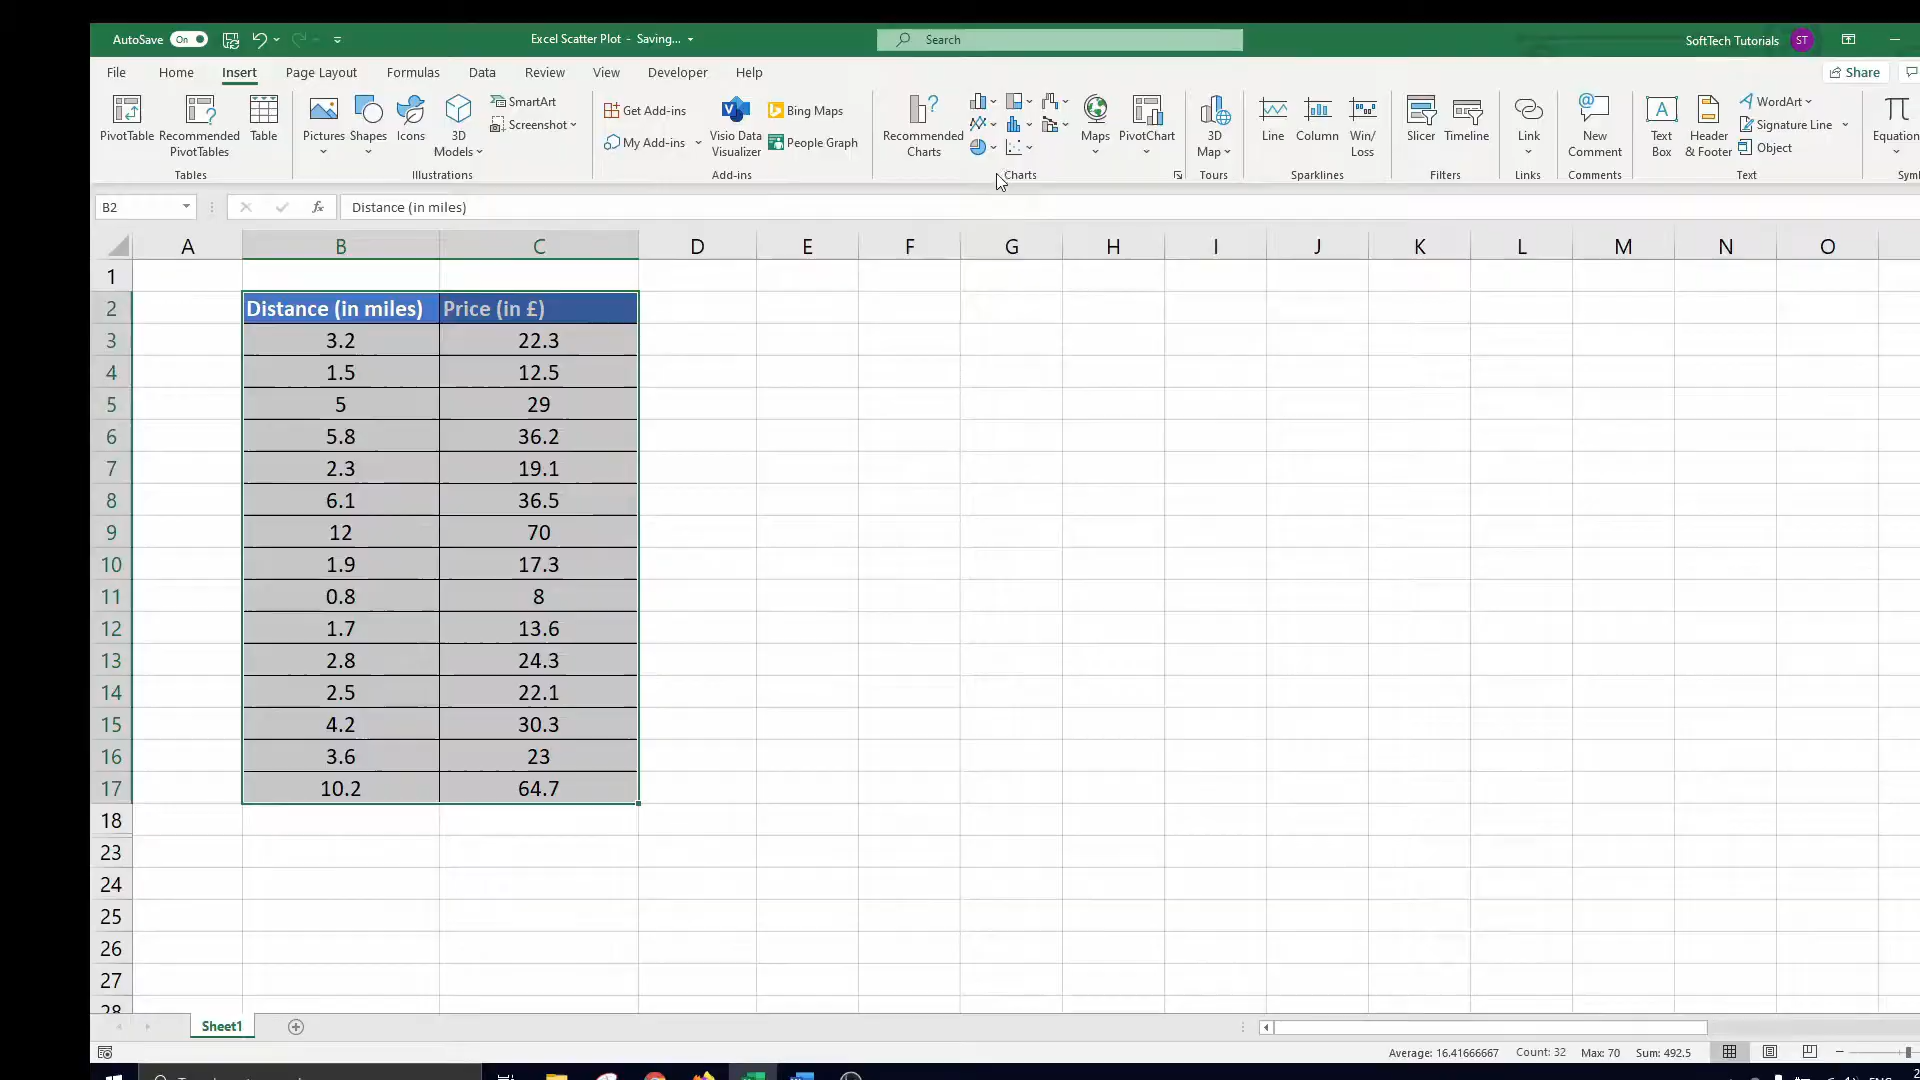 AutoSave On Excel Scatter Plot - Saving... Search SoftTech Tutorials ST
File Home Insert Page Layout Formulas Data Review View Developer Help Share
PivotTable Recommended PivotTables Table
Tables
Pictures Shapes Icons 3D Models SmartArt Screenshot
Illustrations
Get Add-ins My Add-ins Visio Data Visualizer Bing Maps People Graph
Add-ins
Recommended Charts Maps PivotChart
Charts
3D Map
Tours
Line Column Win/Loss
Sparklines
Slicer Timeline
Filters
Link
Links
New Comment
Comments
Text Box Header & Footer WordArt Signature Line Object
Text
Equation
B2 fx Distance (in miles)
A B C D E F G H I J K L M N O
1
2 Distance (in miles) Price (in £)
3 3.2 22.3
4 1.5 12.5
5 5 29
6 5.8 36.2
7 2.3 19.1
8 6.1 36.5
9 12 70
10 1.9 17.3
11 0.8 8
12 1.7 13.6
13 2.8 24.3
14 2.5 22.1
15 4.2 30.3
16 3.6 23
17 10.2 64.7
18
23
24
25
26
27
28
Sheet1
Average: 16.41666667 Count: 32 Max: 70 Sum: 492.5